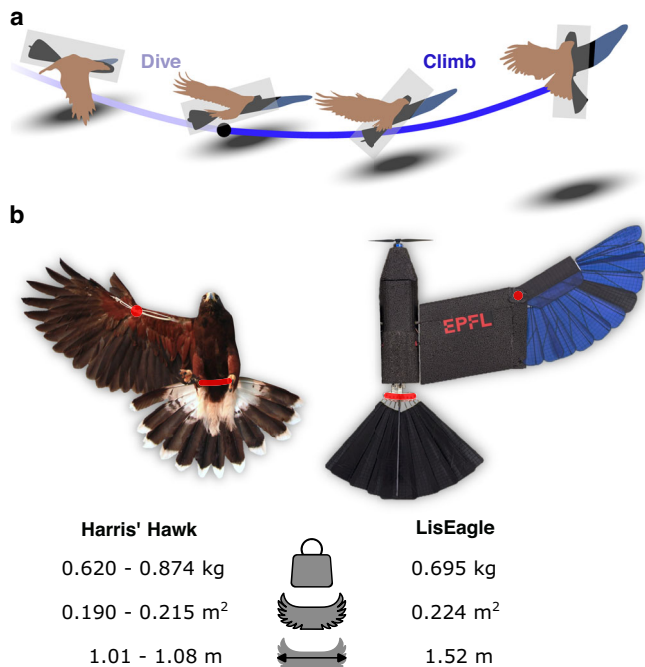 a
Dive
Climb
b
EPFL
Harris' Hawk
LisEagle
0.620 - 0.874 kg
0.695 kg
0.190 - 0.215 m²
0.224 m²
1.01 - 1.08 m
1.52 m